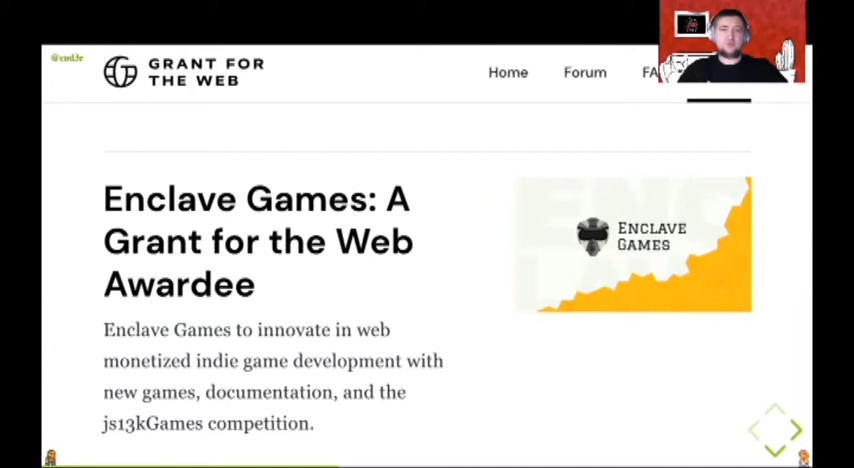 @end3r
GRANT FOR
THE WEB
Home
Forum
FA
Enclave Games: A
Grant for the Web
Awardee
ENCLAVE
GAMES
Enclave Games to innovate in web
monetized indie game development with
new games, documentation, and the
js13kGames competition.